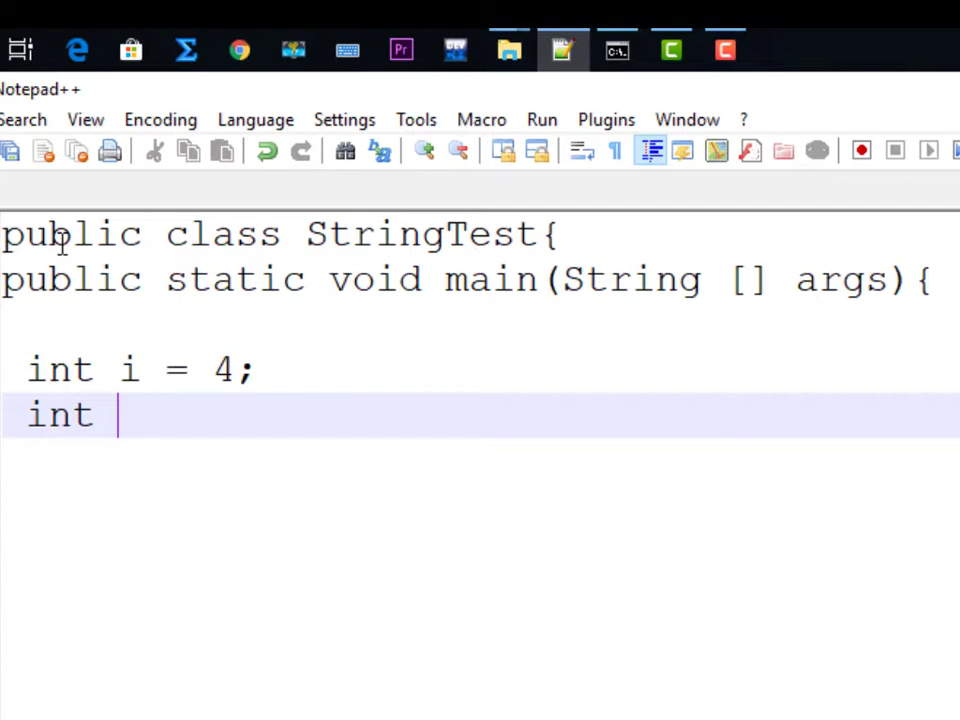 Notepad++
Search View Encoding Language Settings Tools Macro Run Plugins Window ?
public class StringTest{
public static void main(String [] args){
int i = 4;
int